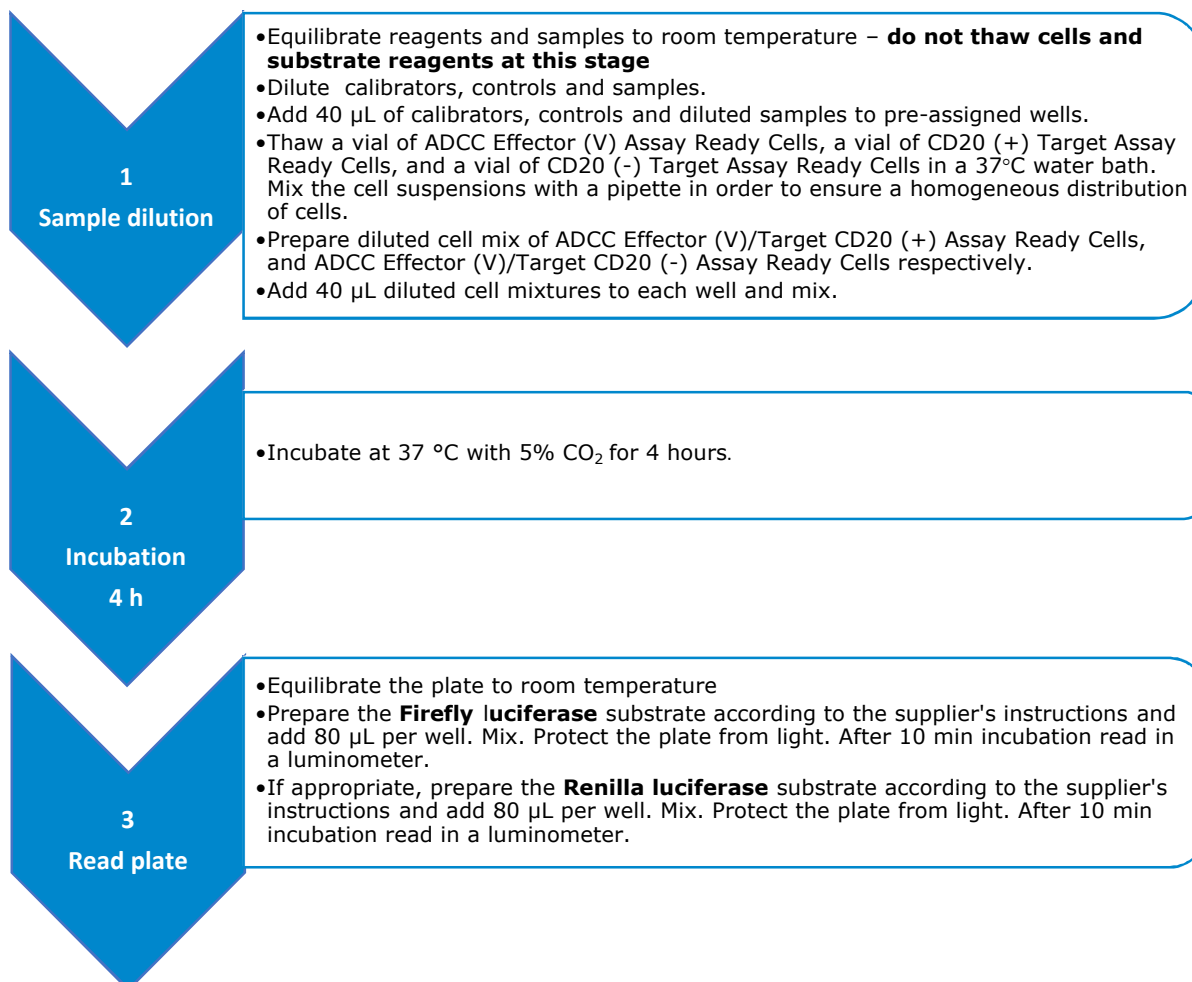 1
Sample dilution
•Equilibrate reagents and samples to room temperature – do not thaw cells and
substrate reagents at this stage
•Dilute calibrators, controls and samples.
•Add 40 µL of calibrators, controls and diluted samples to pre-assigned wells.
•Thaw a vial of ADCC Effector (V) Assay Ready Cells, a vial of CD20 (+) Target Assay
Ready Cells, and a vial of CD20 (-) Target Assay Ready Cells in a 37°C water bath.
Mix the cell suspensions with a pipette in order to ensure a homogeneous distribution
of cells.
•Prepare diluted cell mix of ADCC Effector (V)/Target CD20 (+) Assay Ready Cells,
and ADCC Effector (V)/Target CD20 (-) Assay Ready Cells respectively.
•Add 40 µL diluted cell mixtures to each well and mix.
2
Incubation
4 h
•Incubate at 37 °C with 5% CO₂ for 4 hours.
3
Read plate
•Equilibrate the plate to room temperature
•Prepare the Firefly luciferase substrate according to the supplier's instructions and
add 80 µL per well. Mix. Protect the plate from light. After 10 min incubation read in
a luminometer.
•If appropriate, prepare the Renilla luciferase substrate according to the supplier's
instructions and add 80 µL per well. Mix. Protect the plate from light. After 10 min
incubation read in a luminometer.